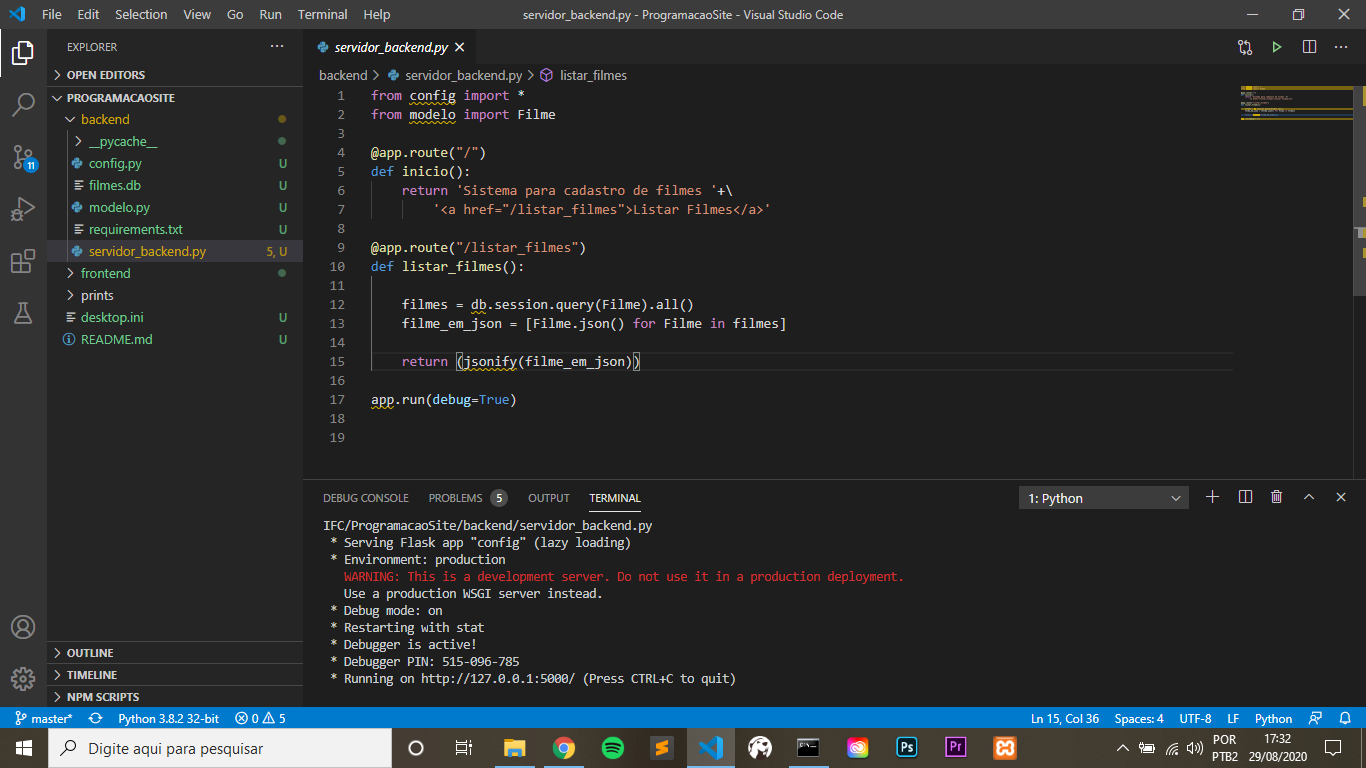 File Edit Selection View Go Run Terminal Help
servidor_backend.py - ProgramacaoSite - Visual Studio Code
EXPLORER
OPEN EDITORS
PROGRAMACAOSITE
backend
__pycache__
config.py U
filmes.db U
modelo.py U
requirements.txt U
servidor_backend.py 5, U
frontend
prints
desktop.ini U
README.md U
11
OUTLINE
TIMELINE
NPM SCRIPTS
servidor_backend.py
backend > servidor_backend.py > listar_filmes
1 from config import *
2 from modelo import Filme
3
4 @app.route("/")
5 def inicio():
6 return 'Sistema para cadastro de filmes '+\
7 '<a href="/listar_filmes">Listar Filmes</a>'
8
9 @app.route("/listar_filmes")
10 def listar_filmes():
11
12 filmes = db.session.query(Filme).all()
13 filme_em_json = [Filme.json() for Filme in filmes]
14
15 return (jsonify(filme_em_json))
16
17 app.run(debug=True)
18
19
DEBUG CONSOLE PROBLEMS 5 OUTPUT TERMINAL
1: Python
IFC/ProgramacaoSite/backend/servidor_backend.py
* Serving Flask app "config" (lazy loading)
* Environment: production
WARNING: This is a development server. Do not use it in a production deployment.
Use a production WSGI server instead.
* Debug mode: on
* Restarting with stat
* Debugger is active!
* Debugger PIN: 515-096-785
* Running on http://127.0.0.1:5000/ (Press CTRL+C to quit)
master* Python 3.8.2 32-bit 0 5
Ln 15, Col 36 Spaces: 4 UTF-8 LF Python
Digite aqui para pesquisar
Ps
Pr
POR
PTB2
17:32
29/08/2020